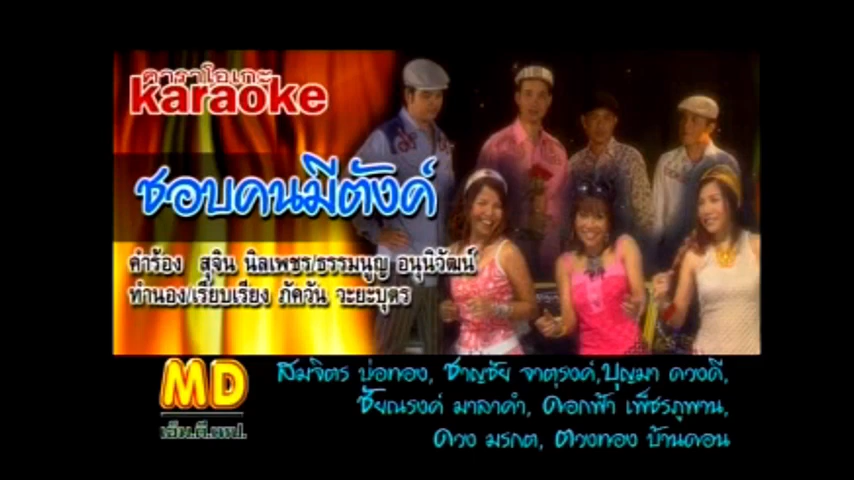 คาราโอเกะ
karaoke
ชอบคนมีตังค์
คำร้อง สุจิน นิลเพชร/ธรรมนูญ อนุนิวัฒน์
ทำนอง/เรียบเรียง ภัควัน วะยะบุตร
MD
เอ็ม.ดี.เทป.
สมจิตร บ่อทอง, ชาญชัย จาตุรงค์,บุญมา ดวงดี,
ชัยณรงค์ มาลาคำ, ดอกฟ้า เพ็ชรภูพาน,
ดวง มรกต, ดวงทอง บ้านดอน